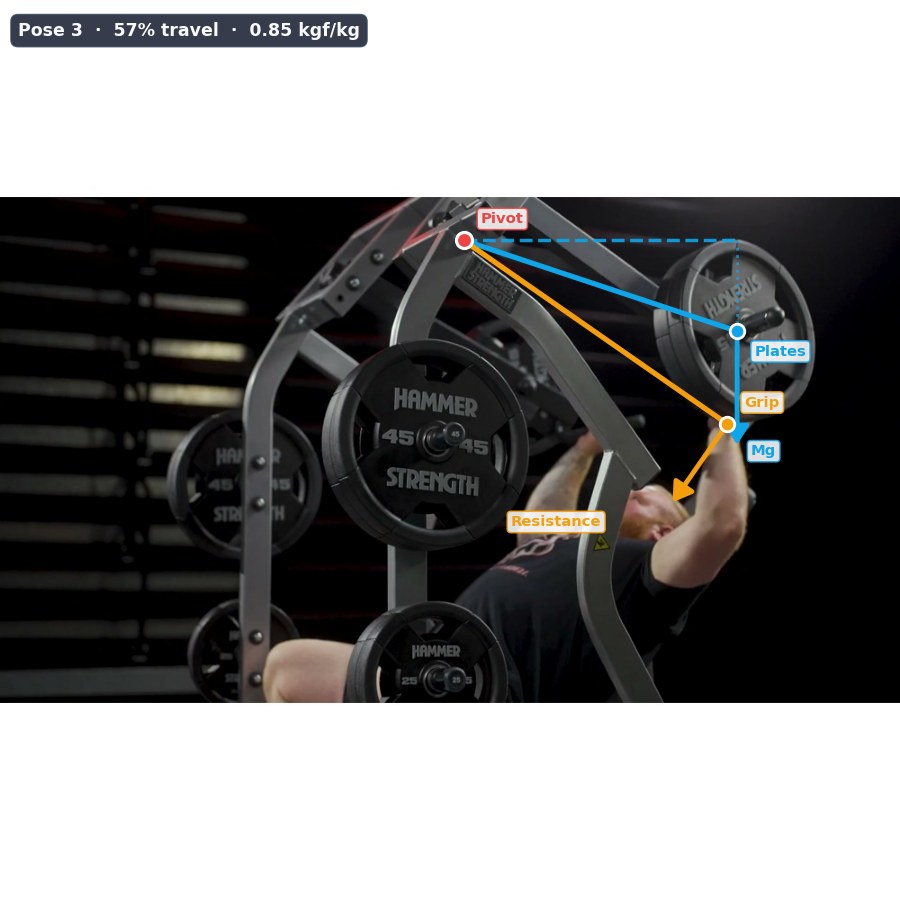 Pose 3 · 57% travel · 0.85 kgf/kg
Pivot
HAMMER
STRENGTH
Plates
Grip
Mg
HAMMER
45 45 45
STRENGTH
HAMMER
45 45
Resistance
HAMMER
25 25